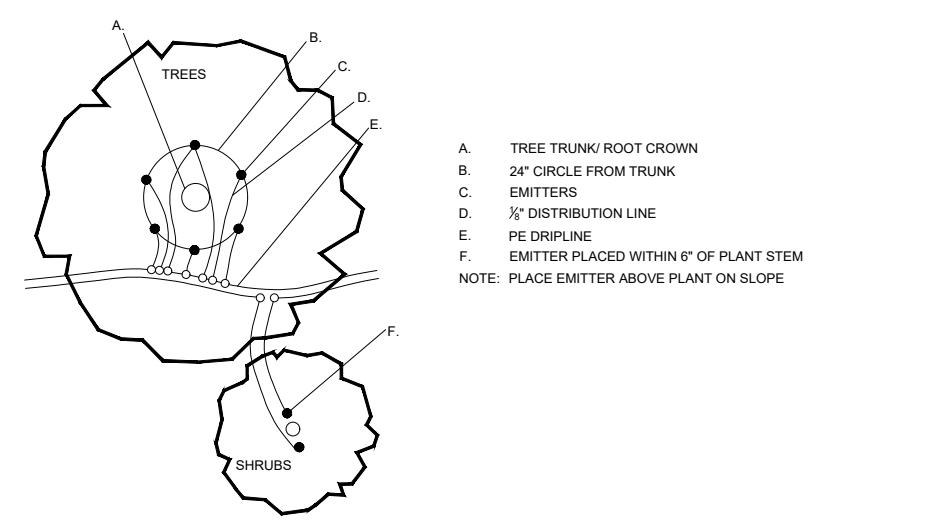 A.
B.
TREES
C.
D.
E.
A. TREE TRUNK/ ROOT CROWN
B. 24" CIRCLE FROM TRUNK
C. EMITTERS
D. ⅛" DISTRIBUTION LINE
E. PE DRIPLINE
F. EMITTER PLACED WITHIN 6" OF PLANT STEM
NOTE: PLACE EMITTER ABOVE PLANT ON SLOPE
F.
SHRUBS